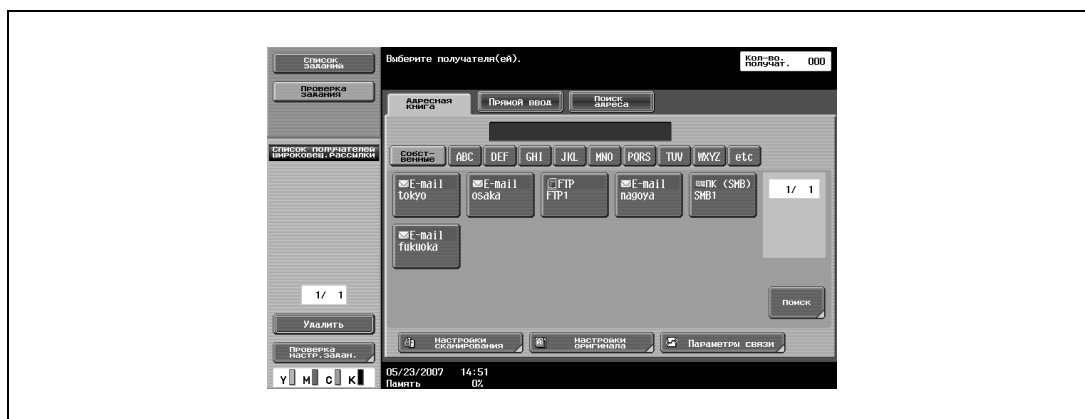 Список
заданий
Проверка
задания
Список получателей
широковещ.рассылки
1/ 1
Удалить
Проверка
настр.задан.
Y M C K
Выберите получателя(ей).
Кол-во.
получат. 000
Адресная
книга
Прямой ввод
Поиск
адреса
Собст-
венные
ABC DEF GHI JKL MNO PQRS TUV WXYZ etc
E-mail
tokyo
E-mail
osaka
FTP
FTP1
E-mail
nagoya
ПК (SMB)
SMB1
1/ 1
E-mail
fukuoka
Поиск
Настройки
сканирования
Настройки
оригинала
Параметры связи
05/23/2007 14:51
Память 0%